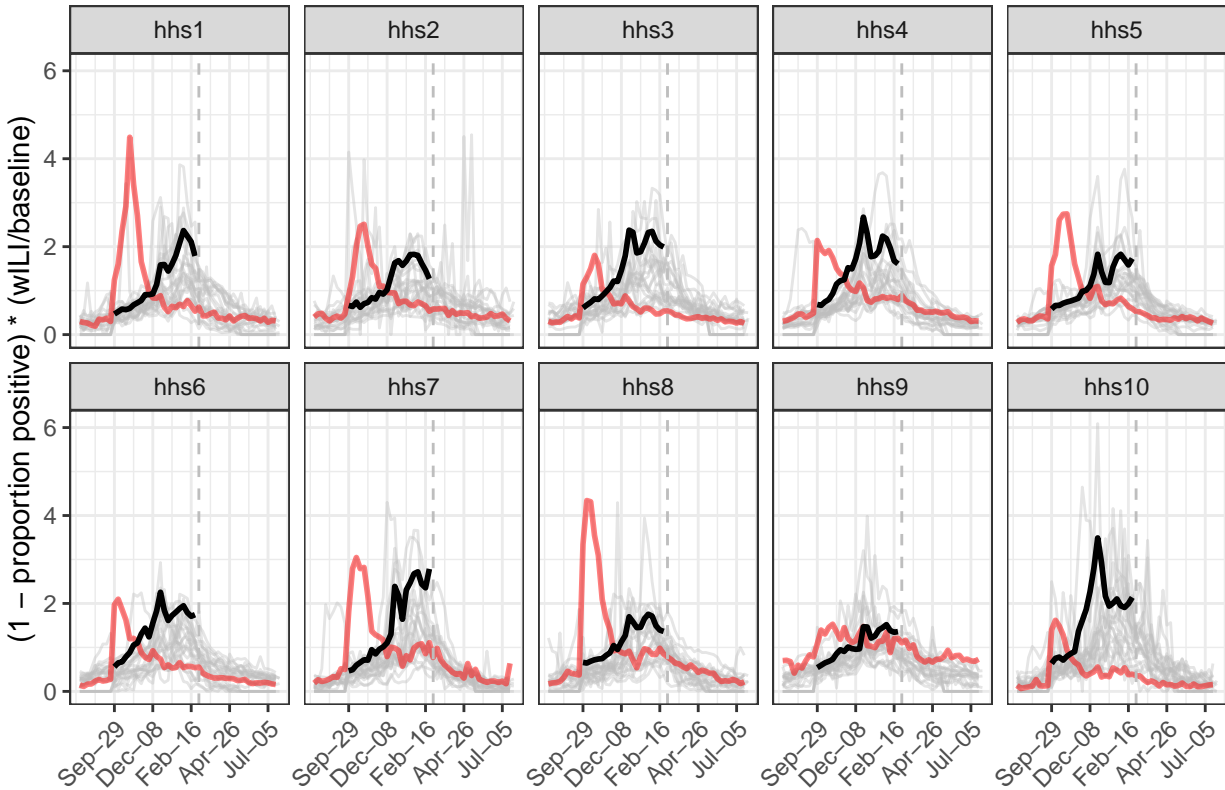 (1 − proportion positive) * (wILI/baseline)
hhs1 hhs2 hhs3 hhs4 hhs5
6
4
2
0
hhs6 hhs7 hhs8 hhs9 hhs10
6
4
2
0
Sep−29 Dec−08 Feb−16 Apr−26 Jul−05 Sep−29 Dec−08 Feb−16 Apr−26 Jul−05 Sep−29 Dec−08 Feb−16 Apr−26 Jul−05 Sep−29 Dec−08 Feb−16 Apr−26 Jul−05 Sep−29 Dec−08 Feb−16 Apr−26 Jul−05